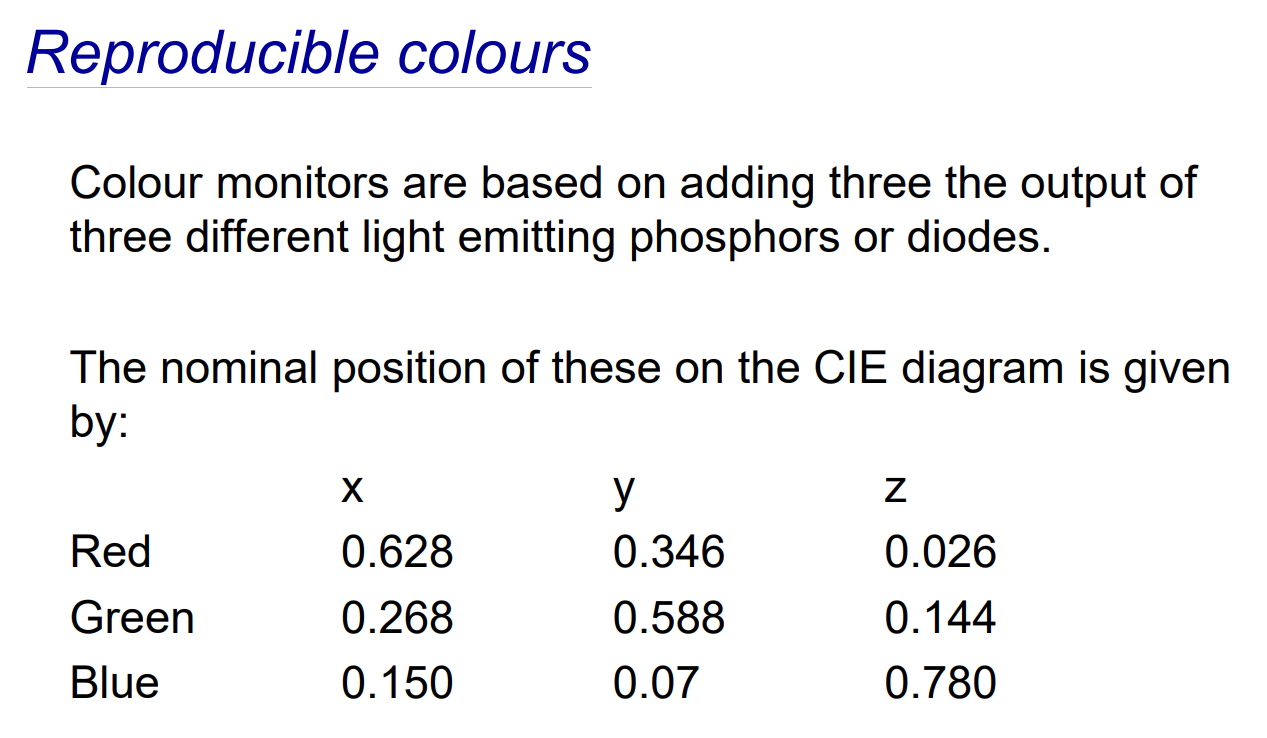 Reproducible colours
Colour monitors are based on adding three the output of
three different light emitting phosphors or diodes.
The nominal position of these on the CIE diagram is given
by:
x y z
Red 0.628 0.346 0.026
Green 0.268 0.588 0.144
Blue 0.150 0.07 0.780